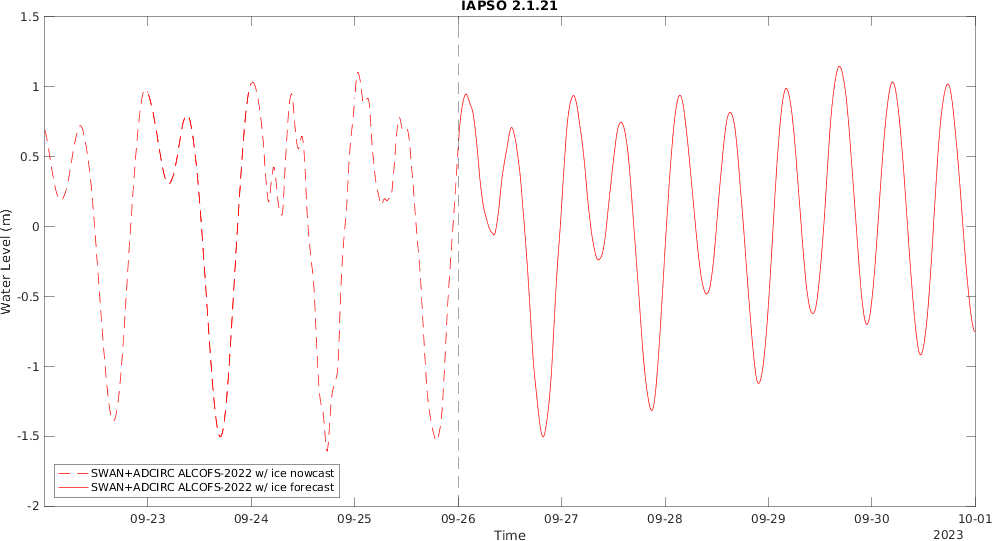 IAPSO 2.1.21
1.5
1
0.5
0
-0.5
-1
-1.5
-2
Water Level (m)
SWAN+ADCIRC ALCOFS-2022 w/ ice nowcast
SWAN+ADCIRC ALCOFS-2022 w/ ice forecast
09-23 09-24 09-25 09-26 09-27 09-28 09-29 09-30 10-01
Time
2023